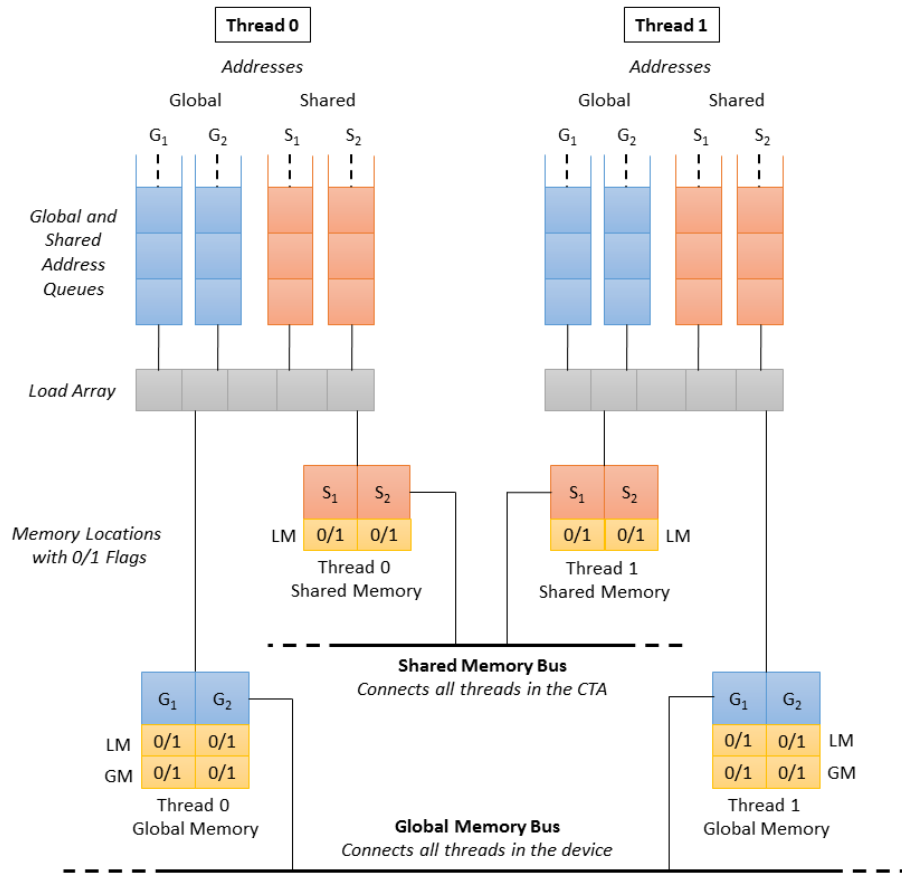 Thread 0
Thread 1
Addresses
Addresses
Global
Shared
Global
Shared
G₁
G₂
S₁
S₂
G₁
G₂
S₁
S₂
Global and
Shared
Address
Queues
Load Array
S₁
S₂
S₁
S₂
LM
0/1
0/1
0/1
0/1
LM
Memory Locations
with 0/1 Flags
Thread 0
Shared Memory
Thread 1
Shared Memory
Shared Memory Bus
Connects all threads in the CTA
G₁
G₂
G₁
G₂
LM
0/1
0/1
0/1
0/1
LM
GM
0/1
0/1
0/1
0/1
GM
Thread 0
Global Memory
Thread 1
Global Memory
Global Memory Bus
Connects all threads in the device